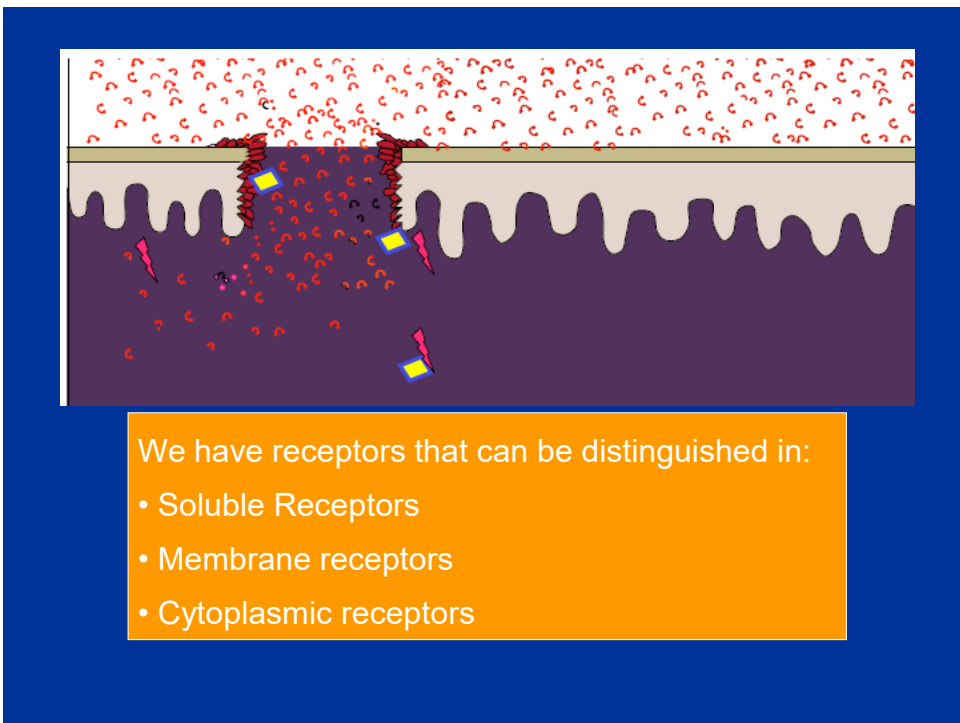 We have receptors that can be distinguished in:
• Soluble Receptors
• Membrane receptors
• Cytoplasmic receptors